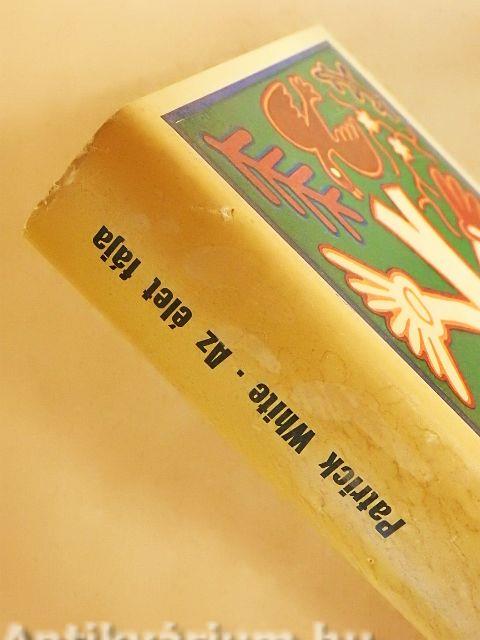 Patrick White · Az élet fája
Antikvárium.hu